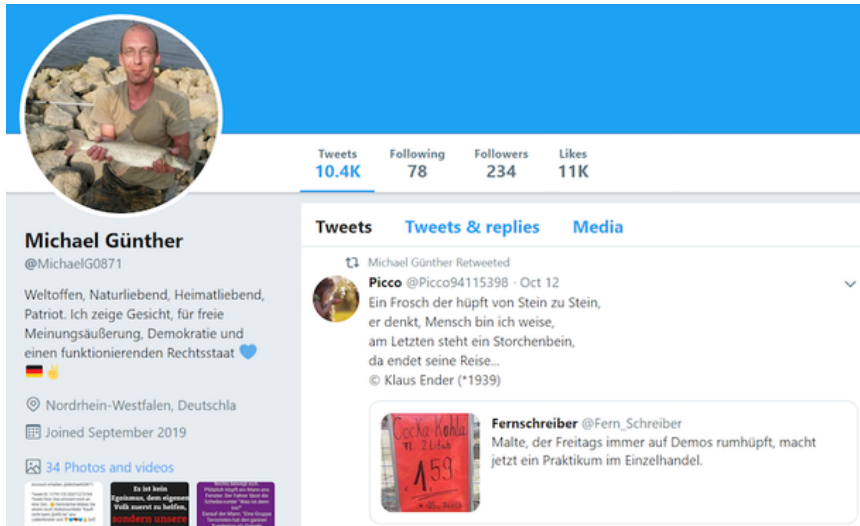 Tweets Following Followers Likes
10.4K 78 234 11K
Michael Günther
@MichaelG0871
Weltoffen, Naturliebend, Heimatliebend,
Patriot. Ich zeige Gesicht, für freie
Meinungsäußerung, Demokratie und
einen funktionierenden Rechtsstaat 💙
🇩🇪✌️
Nordrhein-Westfalen, Deutschla
Joined September 2019
34 Photos and videos
Es ist kein
Egoismus, dem eigenen
Volk zuerst zu helfen,
sondern unsere
Tweets Tweets & replies Media
Michael Günther Retweeted
Picco @Picco94115398 · Oct 12
Ein Frosch der hüpft von Stein zu Stein,
er denkt, Mensch bin ich weise,
am Letzten steht ein Storchenbein,
da endet seine Reise...
© Klaus Ender (*1939)
Fernschreiber @Fern_Schreiber
Malte, der Freitags immer auf Demos rumhüpft, macht
jetzt ein Praktikum im Einzelhandel.
CocKa Kohla
1.59